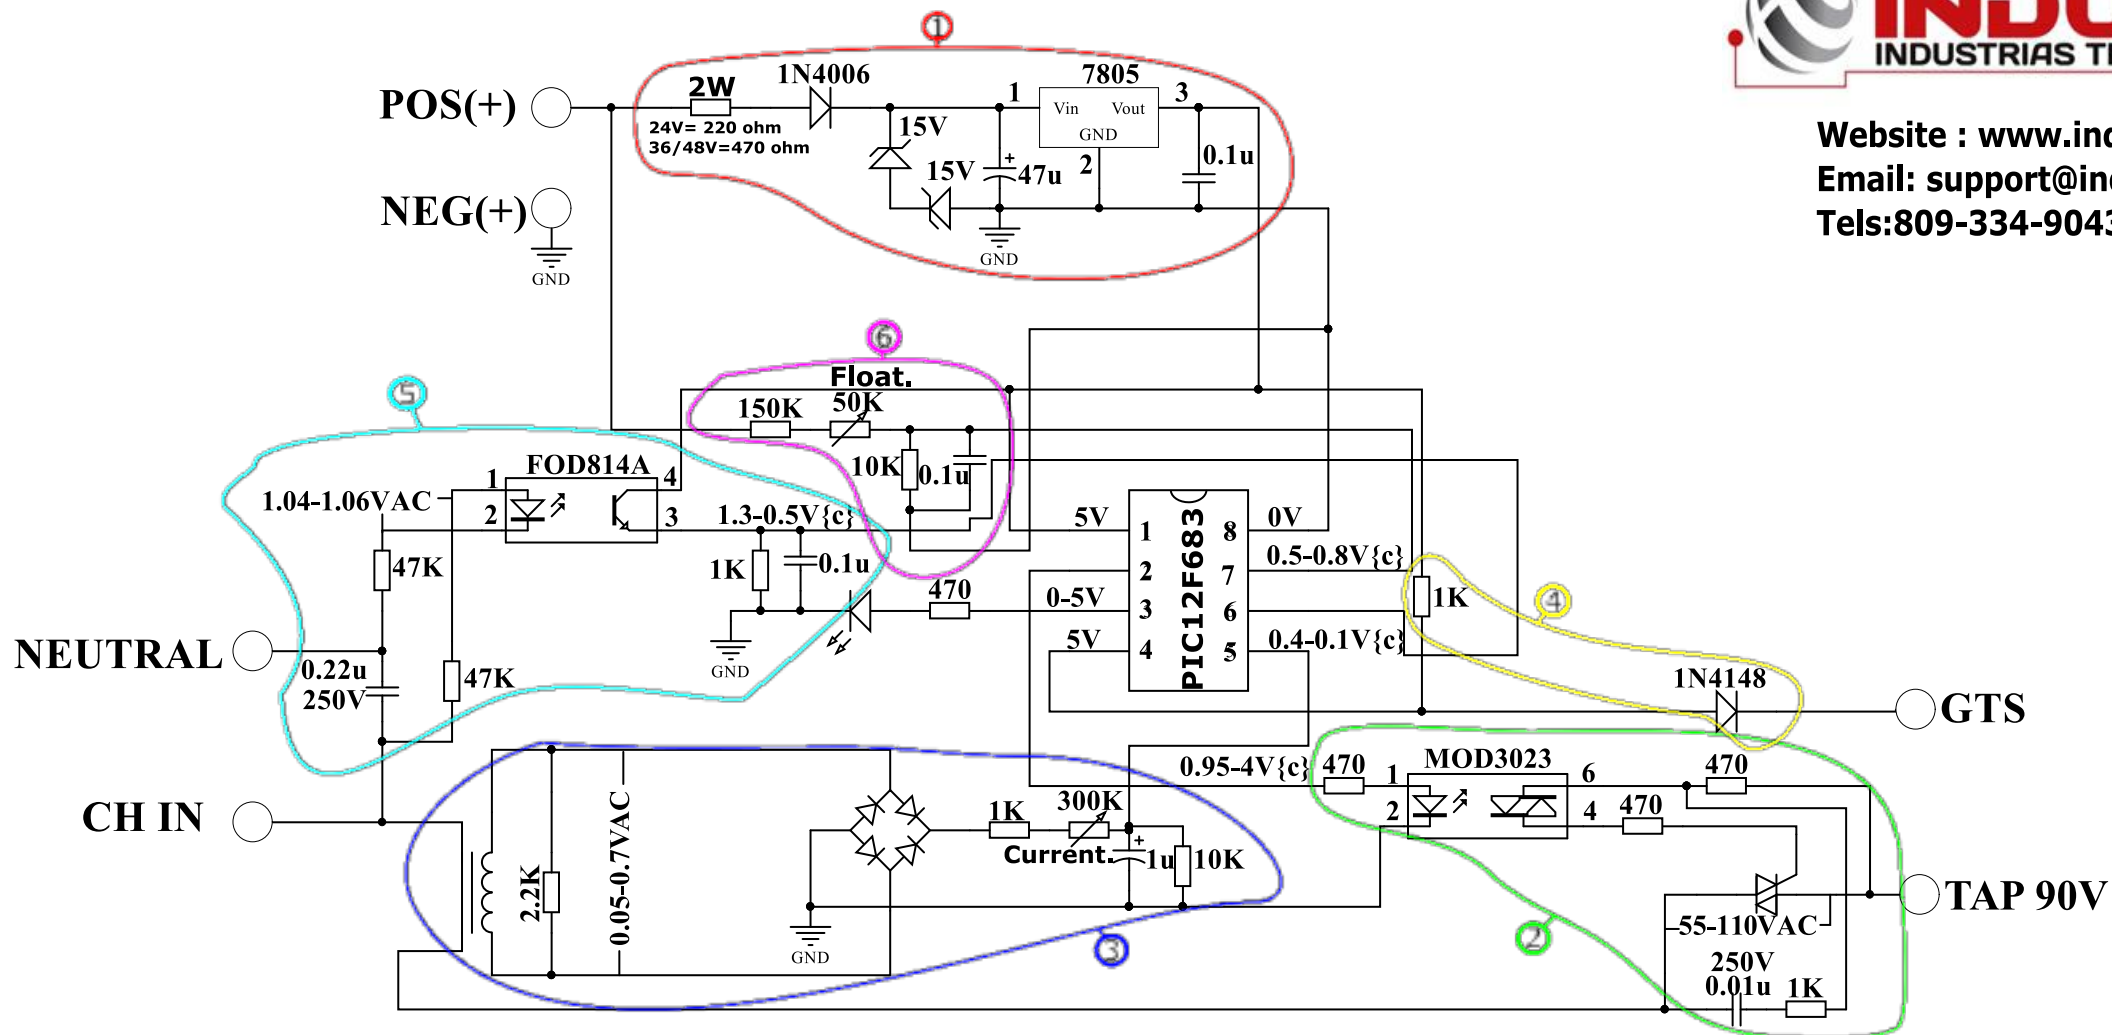 1
INDU
INDUSTRIAS T
POS(+)
2W
1N4006
7805
24V= 220 ohm
36/48V=470 ohm
15V
1
Vin
Vout
GND
3
2
15V
47u
+
0.1u
Website : www.in
Email: support@in
Tels:809-334-904
NEG(+)
GND
GND
6
Float.
5
150K
50K
10K
0.1u
FOD814A
1.04-1.06VAC
1
2
4
3
1.3-0.5V{c}
47K
1K
0.1u
470
GND
NEUTRAL
0.22u
250V
47K
5V
0-5V
5V
1
2
3
4
PIC12F683
8
7
6
5
0V
0.5-0.8V{c}
0.4-0.1V{c}
1K
4
1N4148
GTS
CH IN
2.2K
0.05-0.7VAC
GND
1K
300K
Current.
+
1u
10K
3
0.95-4V{c}
470
1
2
MOD3023
6
4
470
470
TAP 90V
55-110VAC
2
250V
0.01u
1K